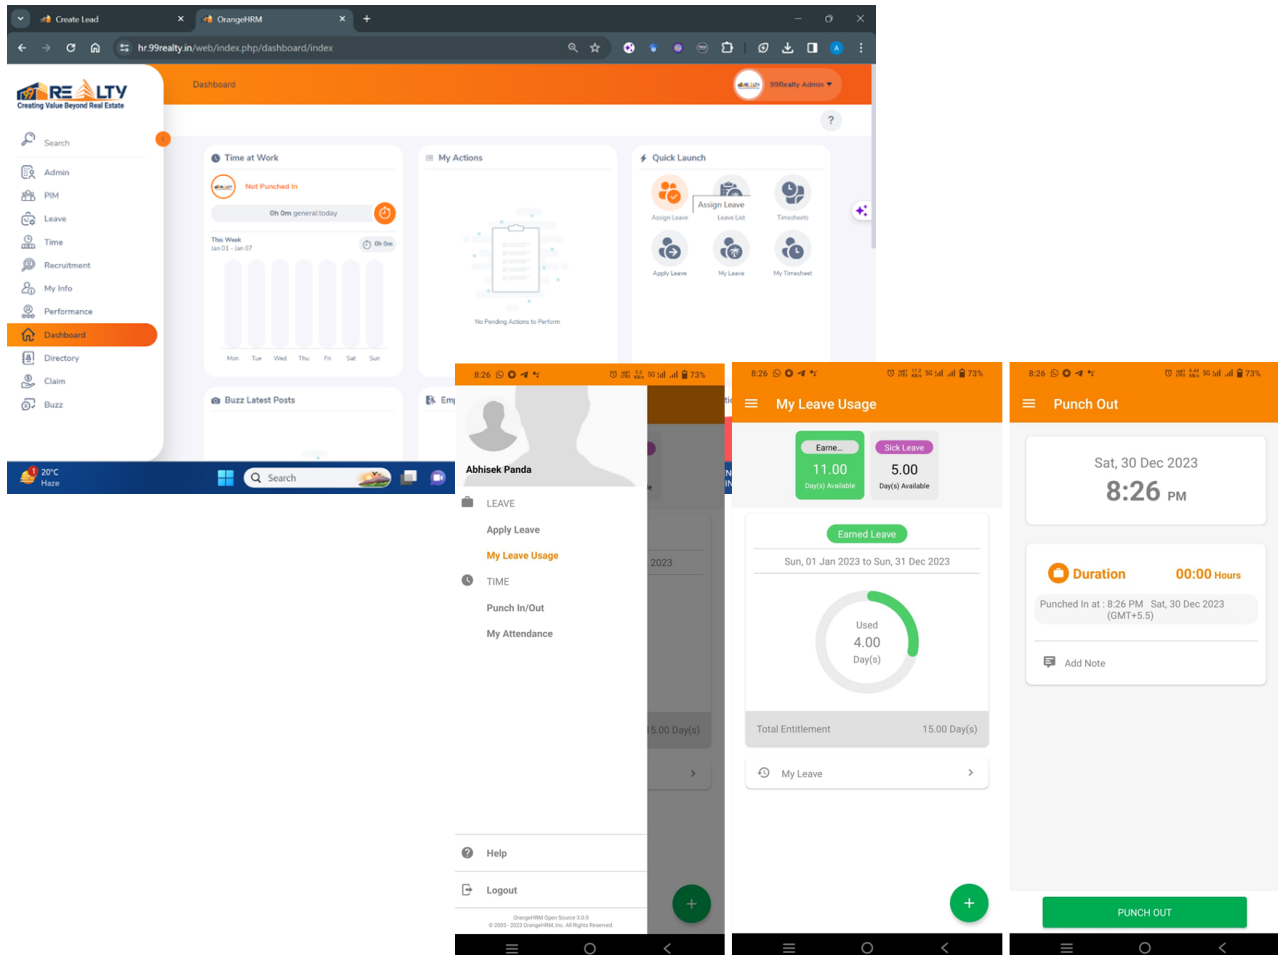 Create Lead
OrangeHRM
hr.99realty.in/web/index.php/dashboard/index
REALTY
Creating Value Beyond Real Estate
Dashboard
99Realty Admin
?
Search
Admin
PIM
Leave
Time
Recruitment
My Info
Performance
Dashboard
Directory
Claim
Buzz
Time at Work
Not Punched In
0h 0m general:today
This Week
Jan 01 - Jan 07
0h 0m
Mon Tue Wed Thu Fri Sat Sun
My Actions
No Pending Actions to Perform
Quick Launch
Assign Leave
Assign Leave
Leave List
Timesheets
Apply Leave
My Leave
My Timesheet
Buzz Latest Posts
Emp
1
20°C
Haze
Search
8:26
73%
Abhisek Panda
LEAVE
Apply Leave
My Leave Usage
TIME
Punch In/Out
My Attendance
2023
15.00 Day(s)
Help
Logout
OrangeHRM Open Source 3.0.0
© 2005 - 2023 OrangeHRM, Inc. All Rights Reserved.
8:26
73%
My Leave Usage
Earne...
11.00
Day(s) Available
Sick Leave
5.00
Day(s) Available
Earned Leave
Sun, 01 Jan 2023 to Sun, 31 Dec 2023
Used
4.00
Day(s)
Total Entitlement 15.00 Day(s)
My Leave
8:26
73%
Punch Out
Sat, 30 Dec 2023
8:26 PM
Duration 00:00 Hours
Punched In at : 8:26 PM Sat, 30 Dec 2023
(GMT+5.5)
Add Note
PUNCH OUT